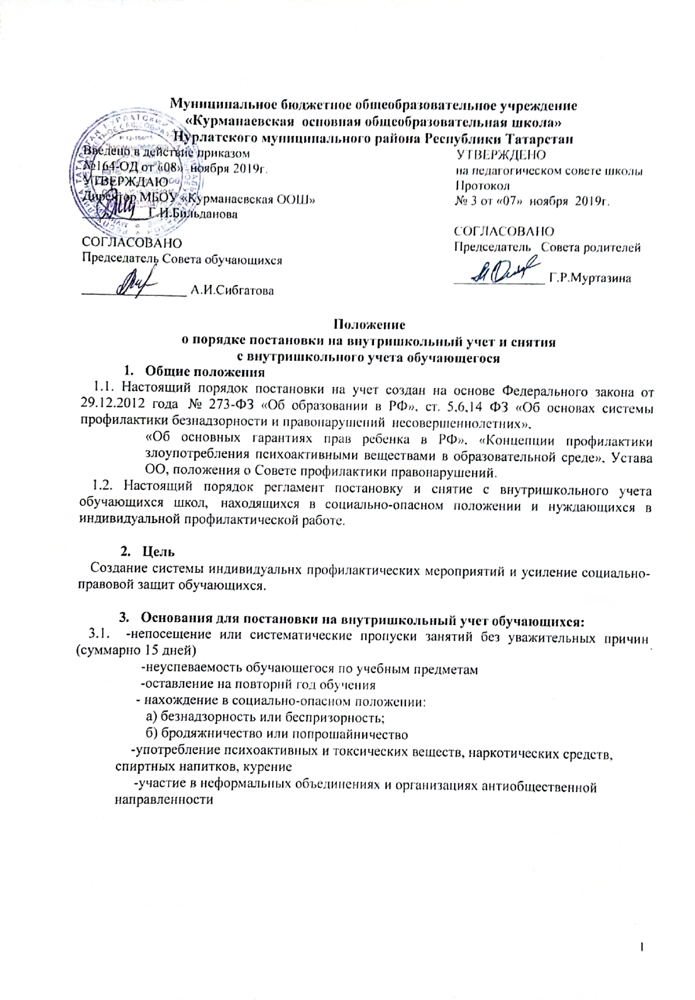 Муниципальное бюджетное общеобразовательное учреждение
«Курманаевская основная общеобразовательная школа»
Нурлатского муниципального района Республики Татарстан
Введено в действие приказом
№164-ОД от «08» ноября 2019г.
УТВЕРЖДАЮ
Директор МБОУ «Курманаевская ООШ»
Г.И.Бильданова
СОГЛАСОВАНО
Председатель Совета обучающихся
А.И.Сибгатова
УТВЕРЖДЕНО
на педагогическом совете школы
Протокол
№ 3 от «07» ноября 2019г.
СОГЛАСОВАНО
Председатель Совета родителей
Г.Р.Муртазина
Положение
о порядке постановки на внутришкольный учет и снятия
с внутришкольного учета обучающегося
1. Общие положения
1.1. Настоящий порядок постановки на учет создан на основе Федерального закона от
29.12.2012 года № 273-ФЗ «Об образовании в РФ», ст. 5,6,14 ФЗ «Об основах системы
профилактики безнадзорности и правонарушений несовершеннолетних»,
«Об основных гарантиях прав ребенка в РФ», «Концепции профилактики
злоупотребления психоактивными веществами в образовательной среде», Устава
ОО, положения о Совете профилактики правонарушений.
1.2. Настоящий порядок регламент постановку и снятие с внутришкольного учета
обучающихся школ, находящихся в социально-опасном положении и нуждающихся в
индивидуальной профилактической работе.
2. Цель
Создание системы индивидуальнх профилактических мероприятий и усиление социально-
правовой защит обучающихся.
3. Основания для постановки на внутришкольный учет обучающихся:
3.1. -непосещение или систематические пропуски занятий без уважительных причин
(суммарно 15 дней)
-неуспеваемость обучающегося по учебным предметам
-оставление на повторнй год обучения
- нахождение в социально-опасном положении:
а) безнадзорность или беспризорность;
б) бродяжничество или попрошайничество
-употребление психоактивных и токсических веществ, наркотических средств,
спиртных напитков, курение
-участие в неформальных объединениях и организациях антиобщественной
направленности
1